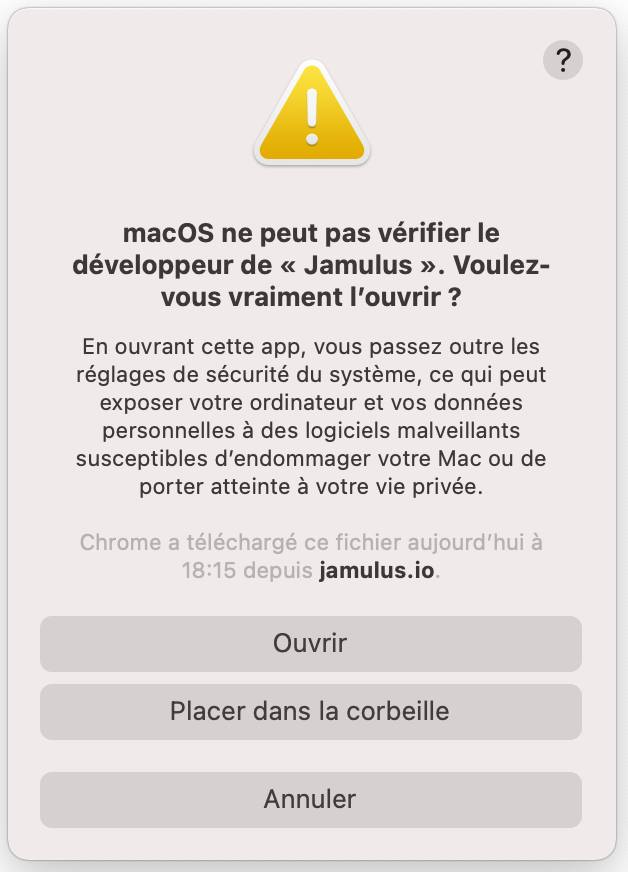 ?
macOS ne peut pas vérifier le
développeur de « Jamulus ». Voulez-
vous vraiment l’ouvrir ?
En ouvrant cette app, vous passez outre les
réglages de sécurité du système, ce qui peut
exposer votre ordinateur et vos données
personnelles à des logiciels malveillants
susceptibles d’endommager votre Mac ou de
porter atteinte à votre vie privée.
Chrome a téléchargé ce fichier aujourd’hui à
18:15 depuis jamulus.io.
Ouvrir
Placer dans la corbeille
Annuler